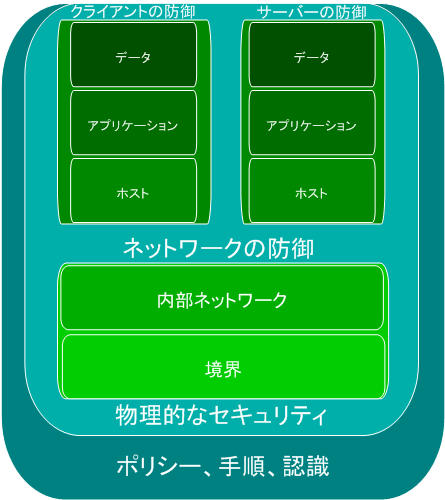 クライアントの防御
サーバーの防御
データ
データ
アプリケーション
アプリケーション
ホスト
ホスト
ネットワークの防御
内部ネットワーク
境界
物理的なセキュリティ
ポリシー、手順、認識